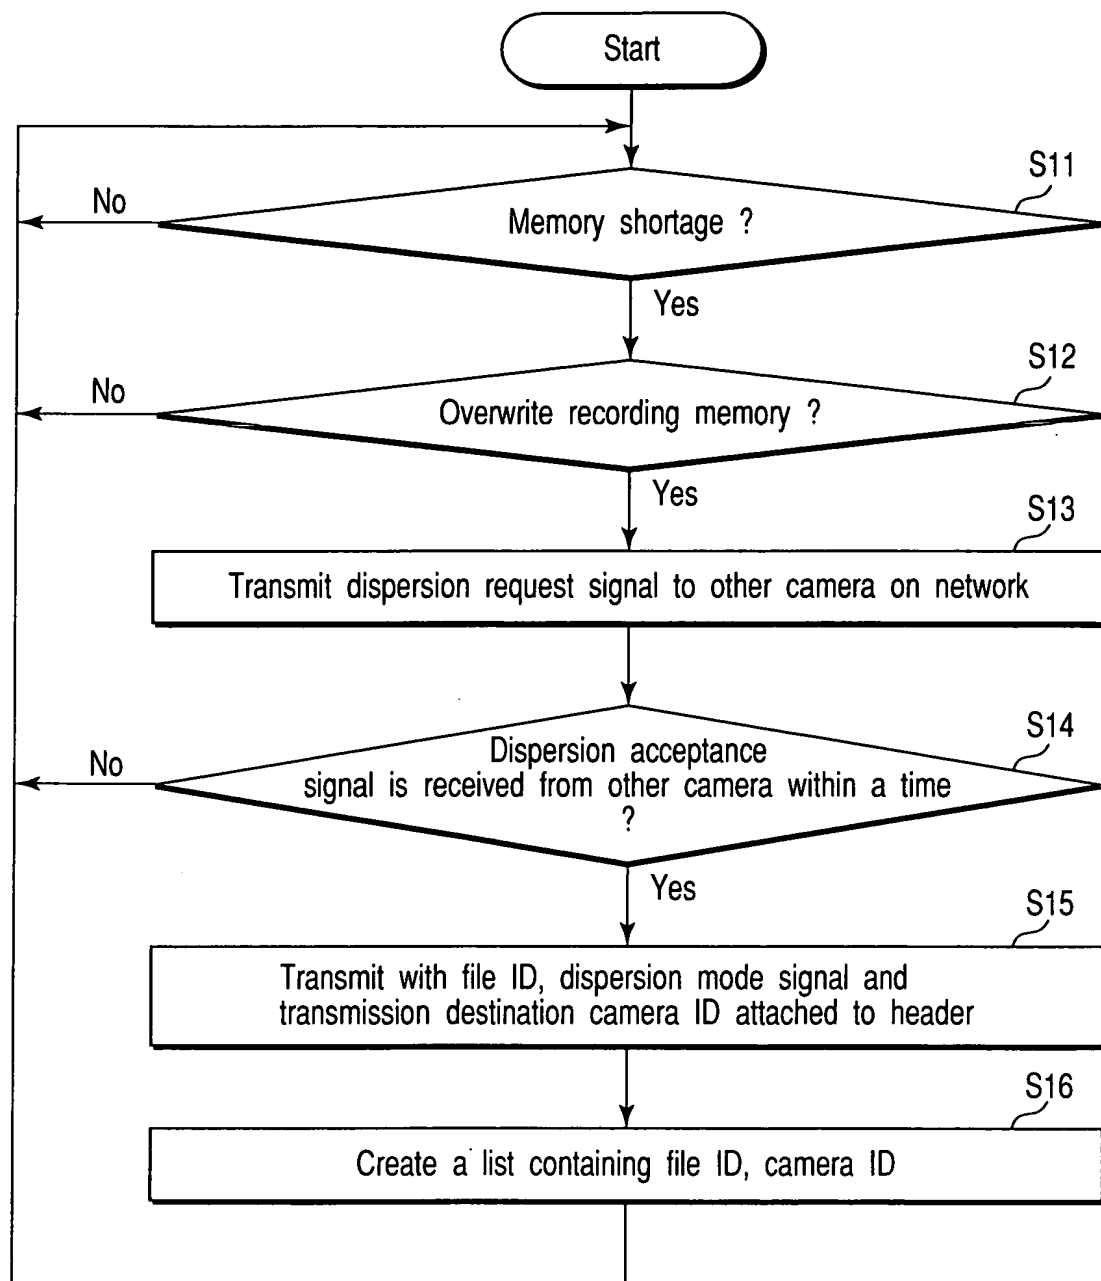 Start
S11
No
Memory shortage ?
Yes
S12
No
Overwrite recording memory ?
Yes
S13
Transmit dispersion request signal to other camera on network
S14
No
Dispersion acceptance
signal is received from other camera within a time
?
Yes
S15
Transmit with file ID, dispersion mode signal and
transmission destination camera ID attached to header
S16
Create a list containing file ID, camera ID